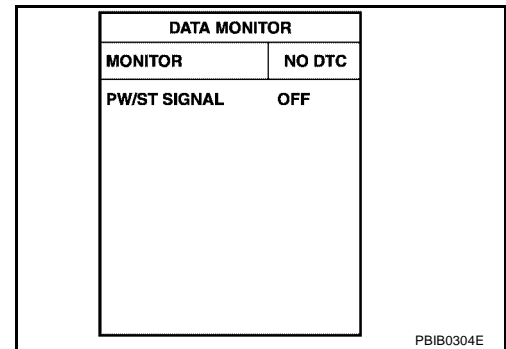 DATA MONITOR
MONITOR NO DTC
PW/ST SIGNAL OFF
PBIB0304E